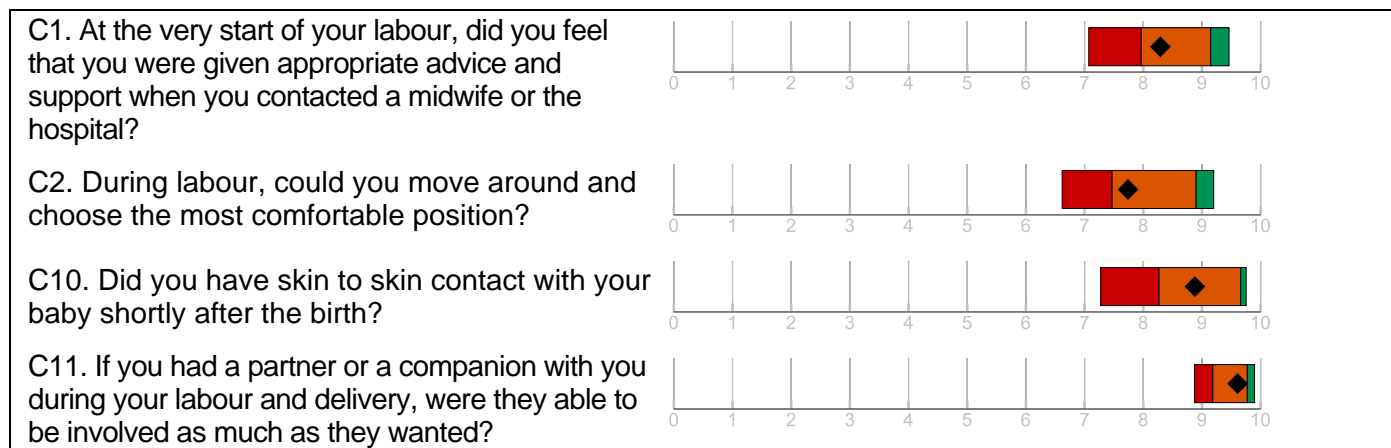 C1. At the very start of your labour, did you feel
that you were given appropriate advice and
support when you contacted a midwife or the
hospital?
0 1 2 3 4 5 6 7 8 9 10
C2. During labour, could you move around and
choose the most comfortable position?
0 1 2 3 4 5 6 7 8 9 10
C10. Did you have skin to skin contact with your
baby shortly after the birth?
0 1 2 3 4 5 6 7 8 9 10
C11. If you had a partner or a companion with you
during your labour and delivery, were they able to
be involved as much as they wanted?
0 1 2 3 4 5 6 7 8 9 10